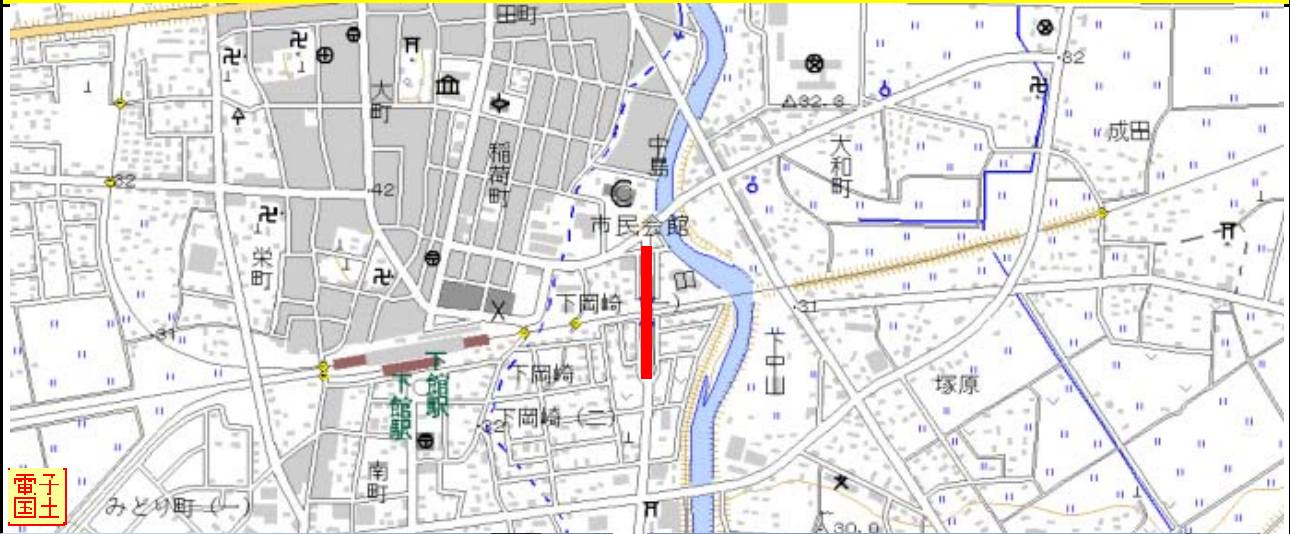 田町
大町
32
△32.3
中島
稲荷町
大和町
成田
32
42
市民会館
栄町
下岡崎
31
31
下中山
下館駅
下館駅
下岡崎
下岡崎(二)
32
塚原
南町
みどり町(一)
30.9
電子
国土